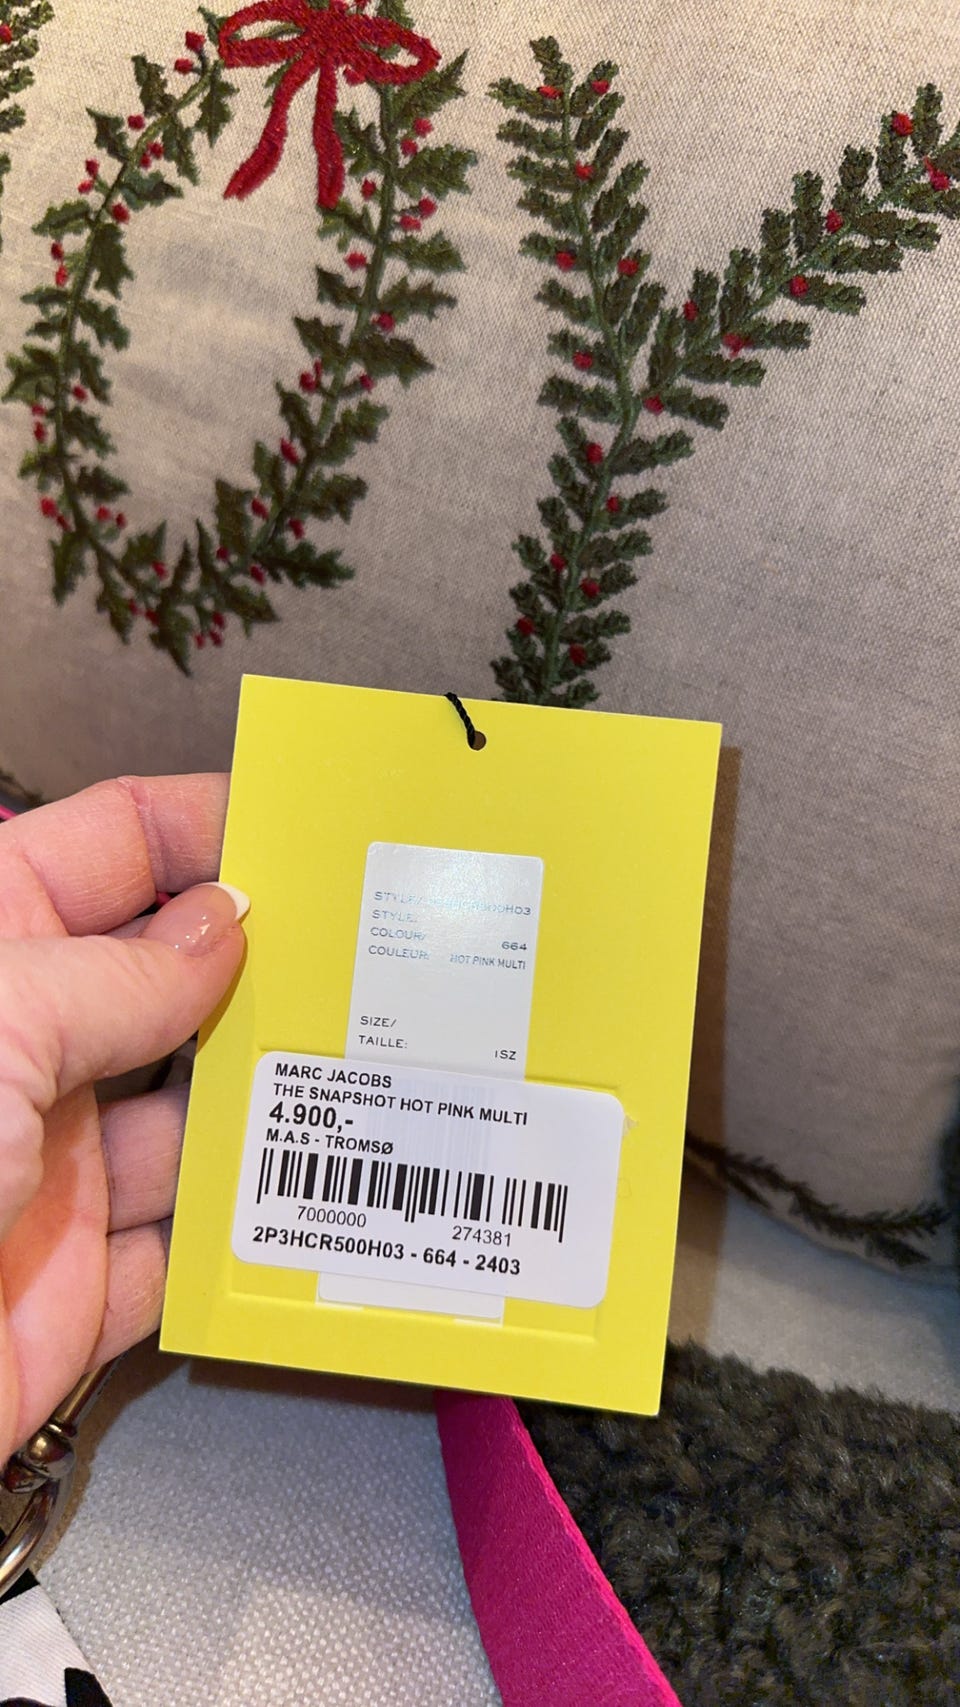 STYLE/
STYLE:
COLOUR/ 664
COULEUR: HOT PINK MULTI
SIZE/
TAILLE: 1SZ
MARC JACOBS
THE SNAPSHOT HOT PINK MULTI
4.900,-
M.A.S - TROMSØ
7000000 274381
2P3HCR500H03 - 664 - 2403